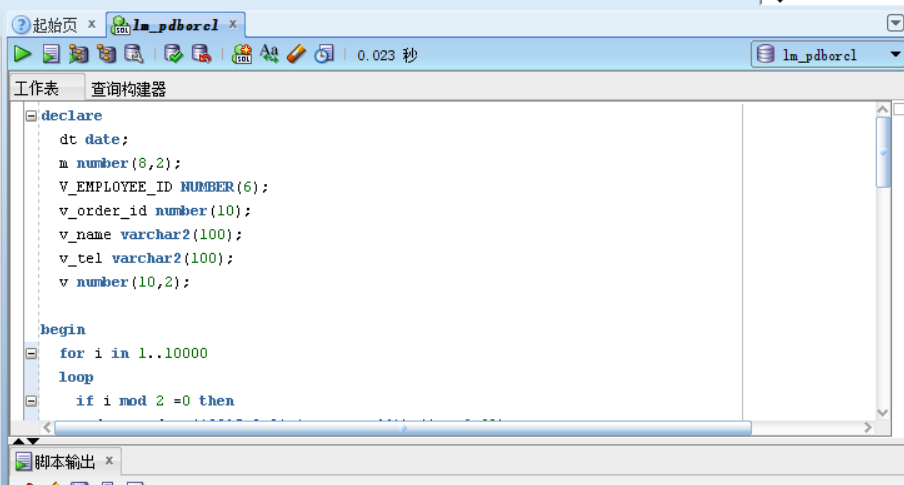 起始页 × lm_pdborcl ×
0.023 秒 lm_pdborcl
工作表 查询构建器
declare
dt date;
m number(8,2);
V_EMPLOYEE_ID NUMBER(6);
v_order_id number(10);
v_name varchar2(100);
v_tel varchar2(100);
v number(10,2);
begin
for i in 1..10000
loop
if i mod 2 =0 then
脚本输出 ×